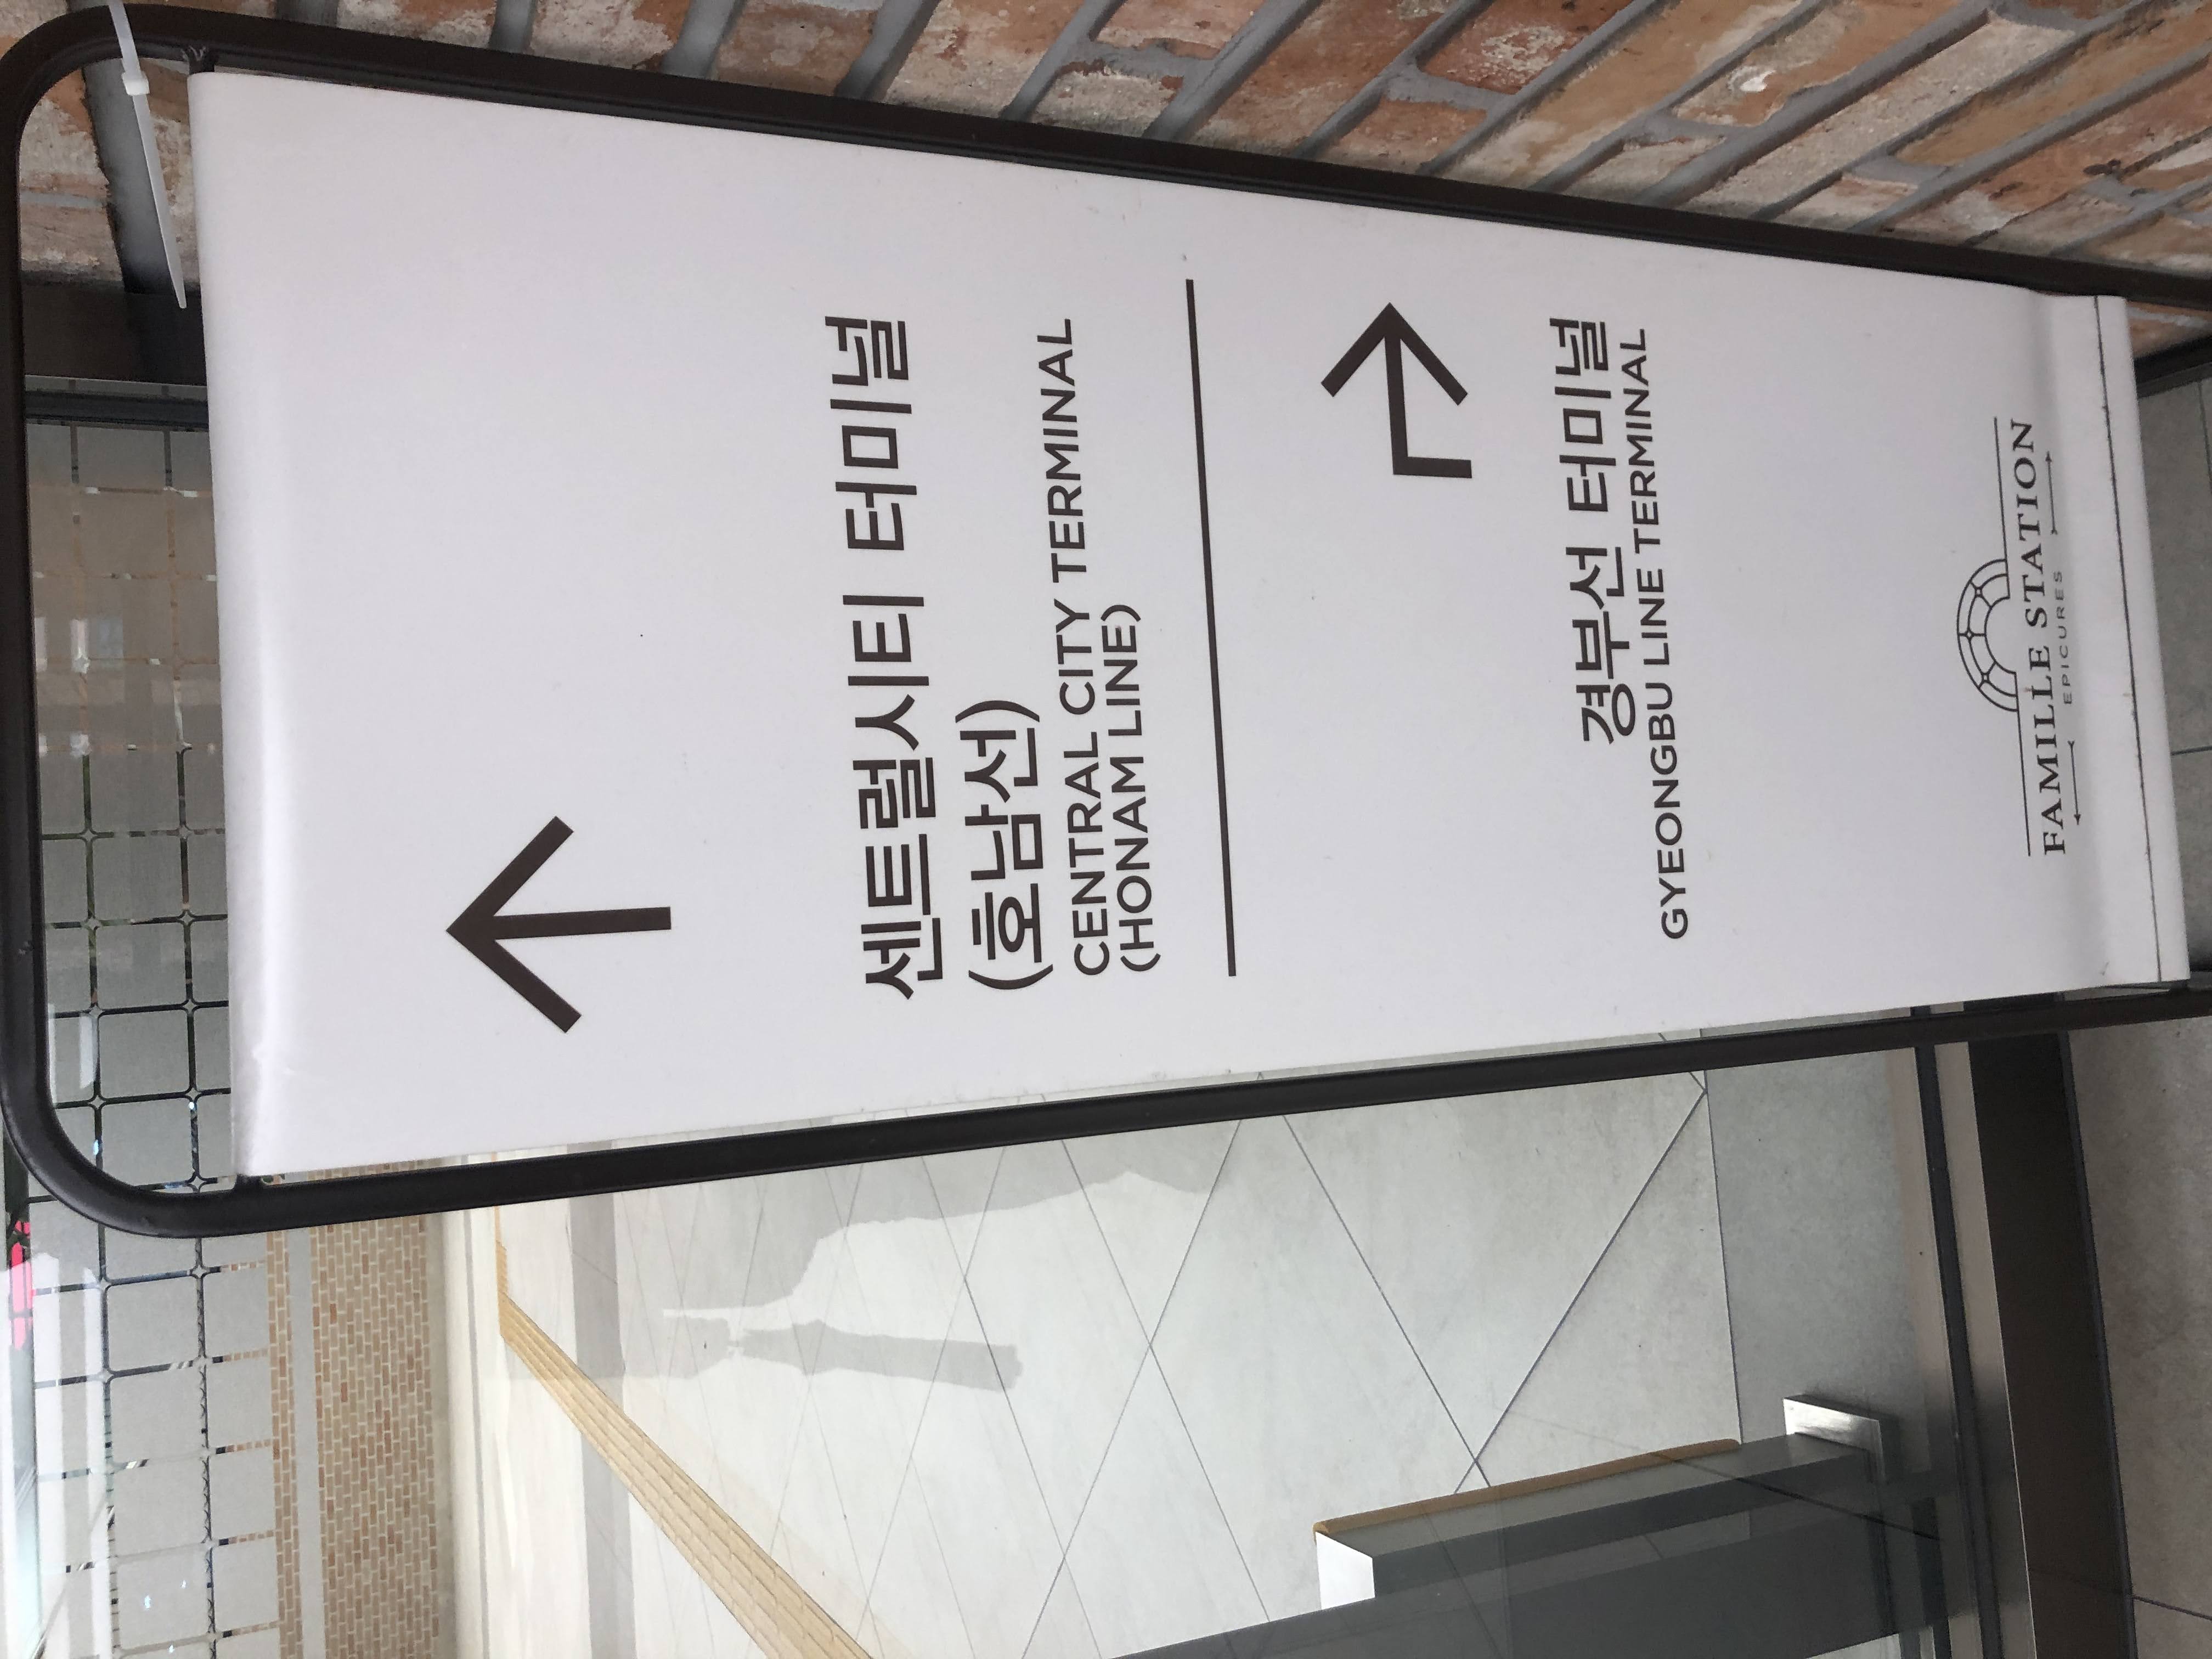 센트럴시티 터미널
(호남선)
CENTRAL CITY TERMINAL
(HONAM LINE)
경부선 터미널
GYEONGBU LINE TERMINAL
FAMILLE STATION
EPICURES